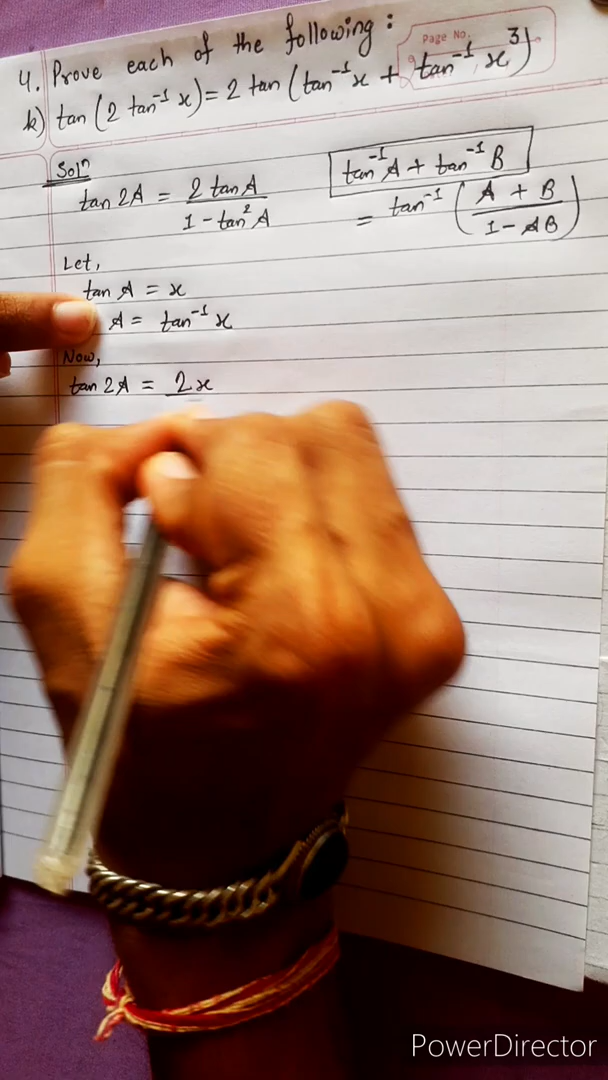 Page No.
4. Prove each of the following :
k) tan (2 tan⁻¹ x) = 2 tan (tan⁻¹ x + tan⁻¹ x³)
Solⁿ
tan 2A = 2 tan A / 1 - tan² A
tan⁻¹ A + tan⁻¹ B
= tan⁻¹ (A + B / 1 - AB)
Let,
tan A = x
A = tan⁻¹ x
Now,
tan 2A = 2x
PowerDirector